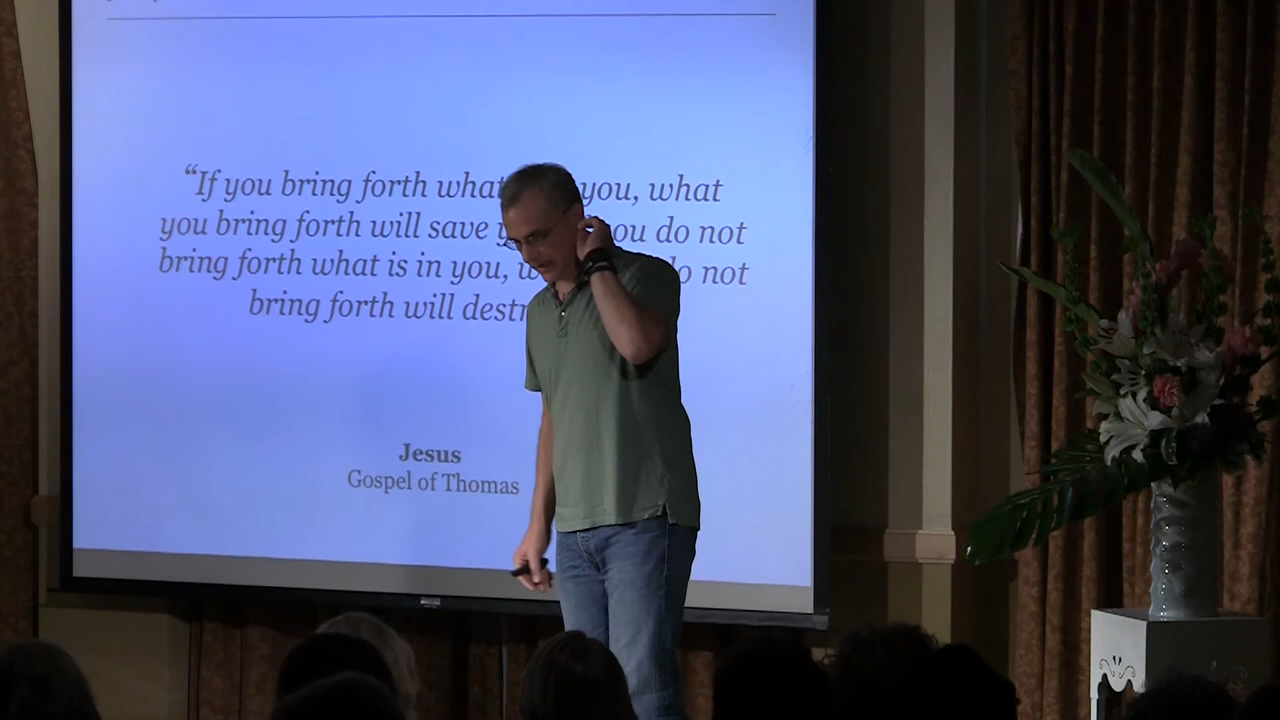 “If you bring forth what you, what
you bring forth will save you do not
bring forth what is in you, do not
bring forth will
Jesus
Gospel of Thomas